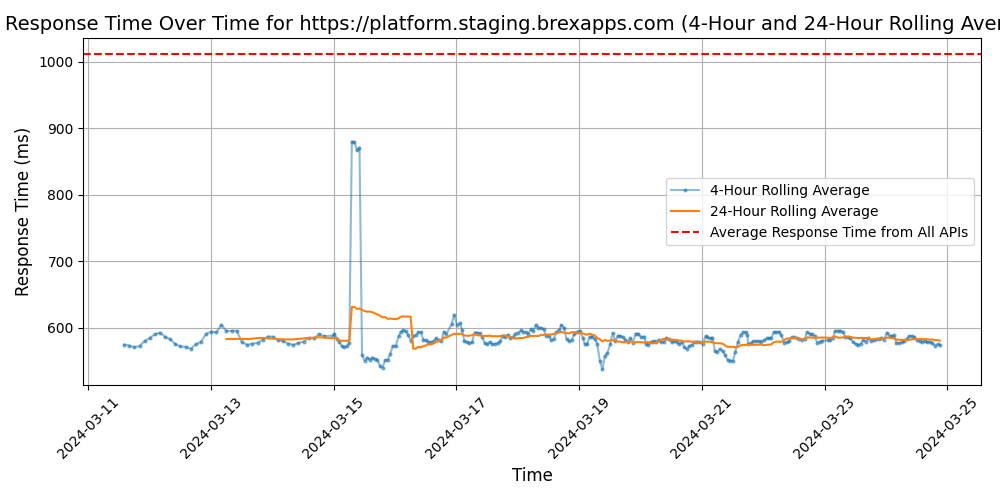 Response Time Over Time for https://platform.staging.brexapps.com (4-Hour and 24-Hour Rolling Aver
1000
900
800
700
600
Response Time (ms)
4-Hour Rolling Average
24-Hour Rolling Average
Average Response Time from All APIs
2024-03-11
2024-03-13
2024-03-15
2024-03-17
2024-03-19
2024-03-21
2024-03-23
2024-03-25
Time